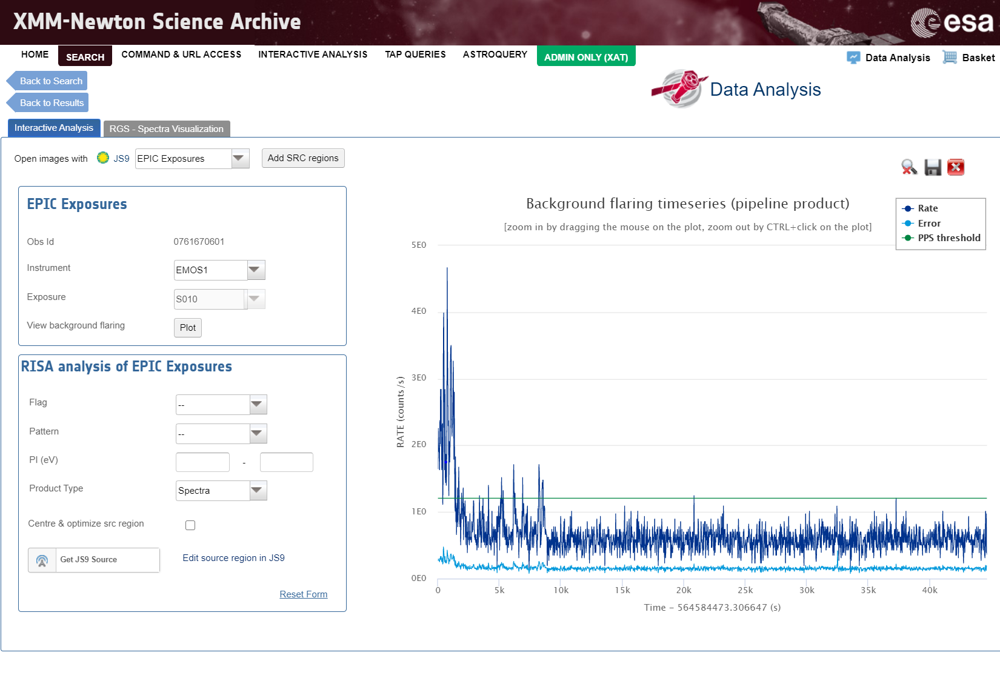 XMM-Newton Science Archive
esa
HOME SEARCH COMMAND & URL ACCESS INTERACTIVE ANALYSIS TAP QUERIES ASTROQUERY ADMIN ONLY (XAT) Data Analysis Basket
Back to Search
Data Analysis
Back to Results
Interactive Analysis RGS - Spectra Visualization
Open images with JS9 EPIC Exposures Add SRC regions
EPIC Exposures
Obs Id 0761670601
Instrument EMOS1
Exposure S010
View background flaring Plot
RISA analysis of EPIC Exposures
Flag --
Pattern --
PI (eV) -
Product Type Spectra
Centre & optimize src region
Get JS9 Source Edit source region in JS9
Reset Form
Background flaring timeseries (pipeline product)
[zoom in by dragging the mouse on the plot, zoom out by CTRL+click on the plot]
Rate
Error
PPS threshold
RATE (counts/s)
5E0
4E0
3E0
2E0
1E0
0E0
0 5k 10k 15k 20k 25k 30k 35k 40k
Time - 564584473.306647 (s)